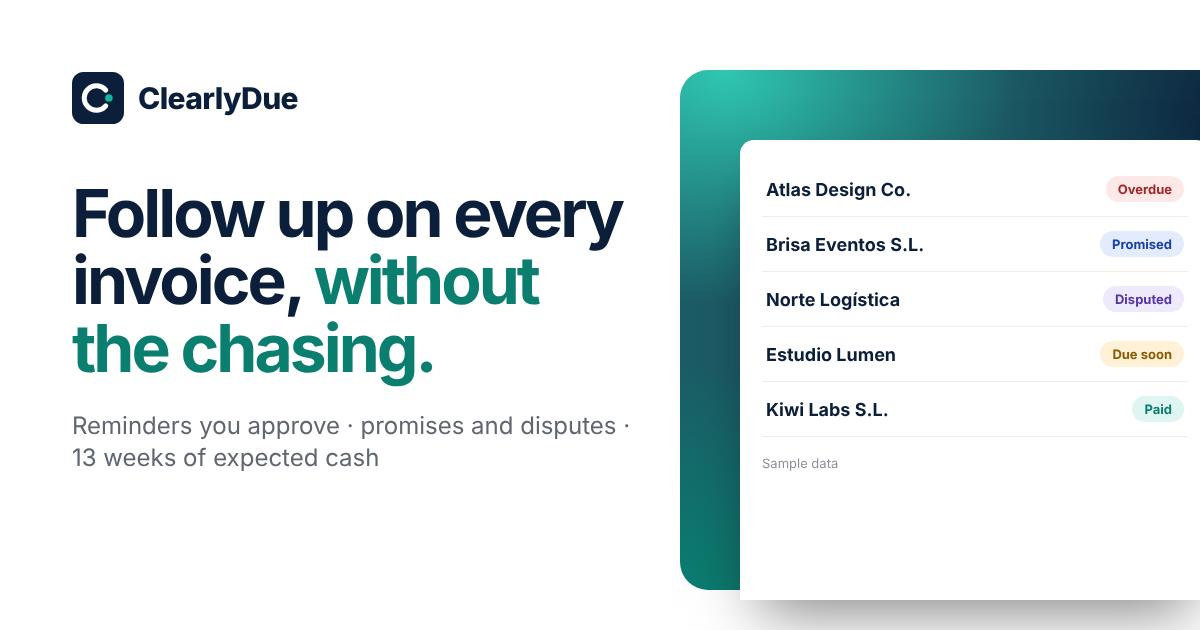 ClearlyDue
Follow up on every
invoice, without
the chasing.
Reminders you approve · promises and disputes ·
13 weeks of expected cash
Atlas Design Co.
Overdue
Brisa Eventos S.L.
Promised
Norte Logística
Disputed
Estudio Lumen
Due soon
Kiwi Labs S.L.
Paid
Sample data